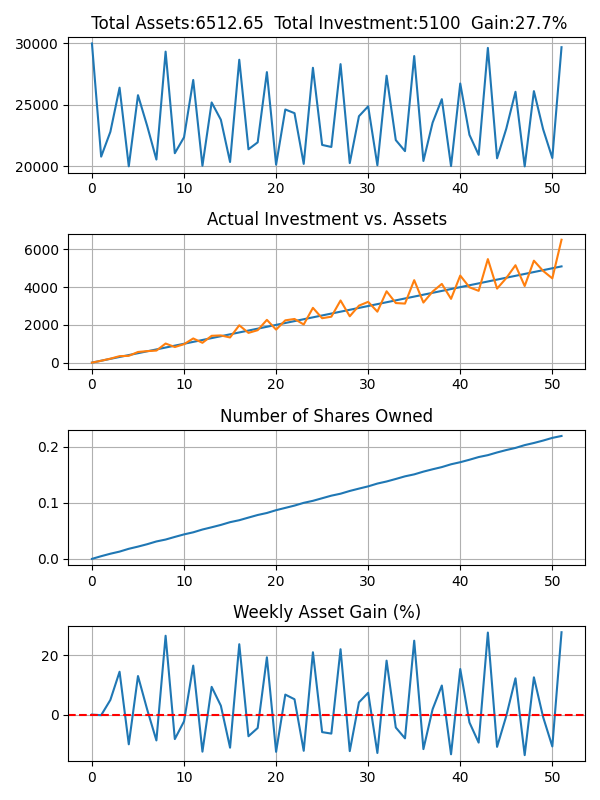 Total Assets:6512.65  Total Investment:5100  Gain:27.7%
30000
25000
20000
0 10 20 30 40 50
Actual Investment vs. Assets
6000
4000
2000
0
0 10 20 30 40 50
Number of Shares Owned
0.2
0.1
0.0
0 10 20 30 40 50
Weekly Asset Gain (%)
20
0
0 10 20 30 40 50